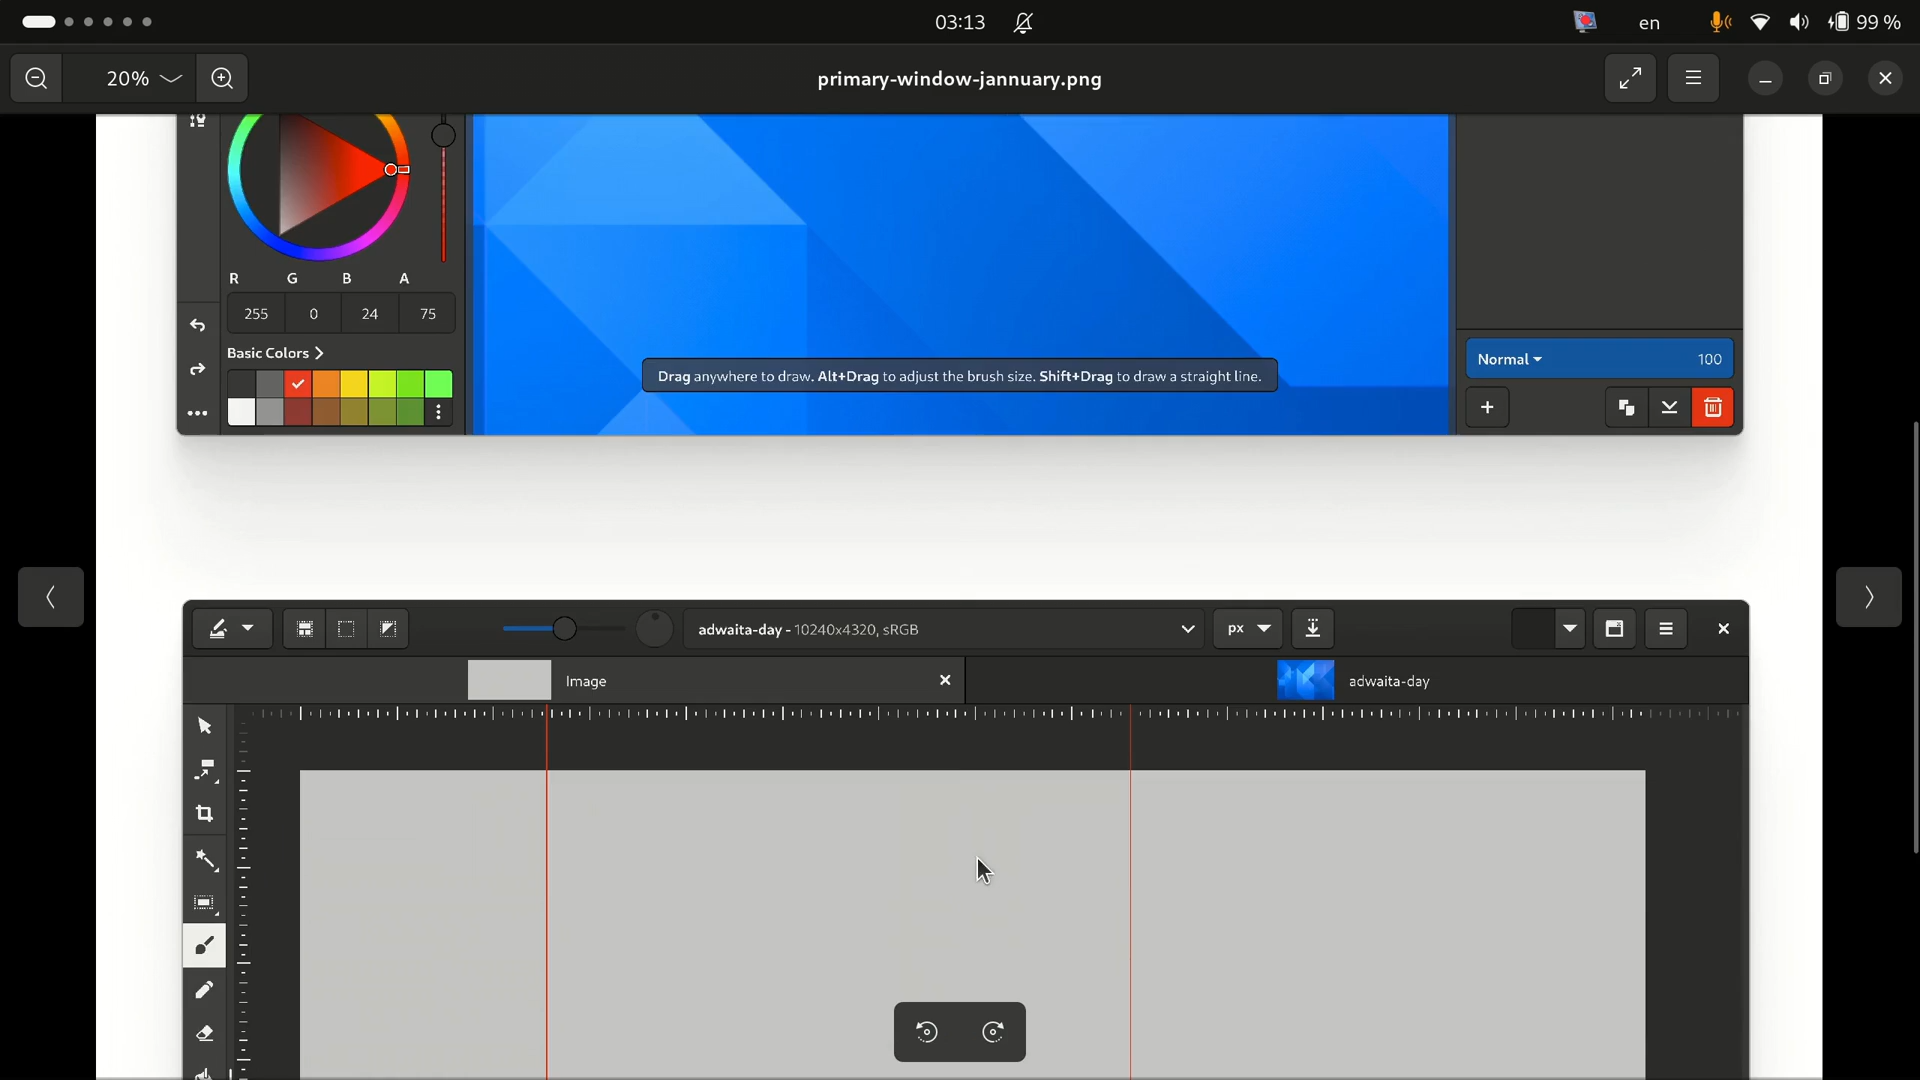 03:13
en
99 %
20%
primary-window-jannuary.png
R G B A
255 0 24 75
Basic Colors
Drag anywhere to draw. Alt+Drag to adjust the brush size. Shift+Drag to draw a straight line.
Normal 100
adwaita-day - 10240x4320, sRGB
px
Image
adwaita-day